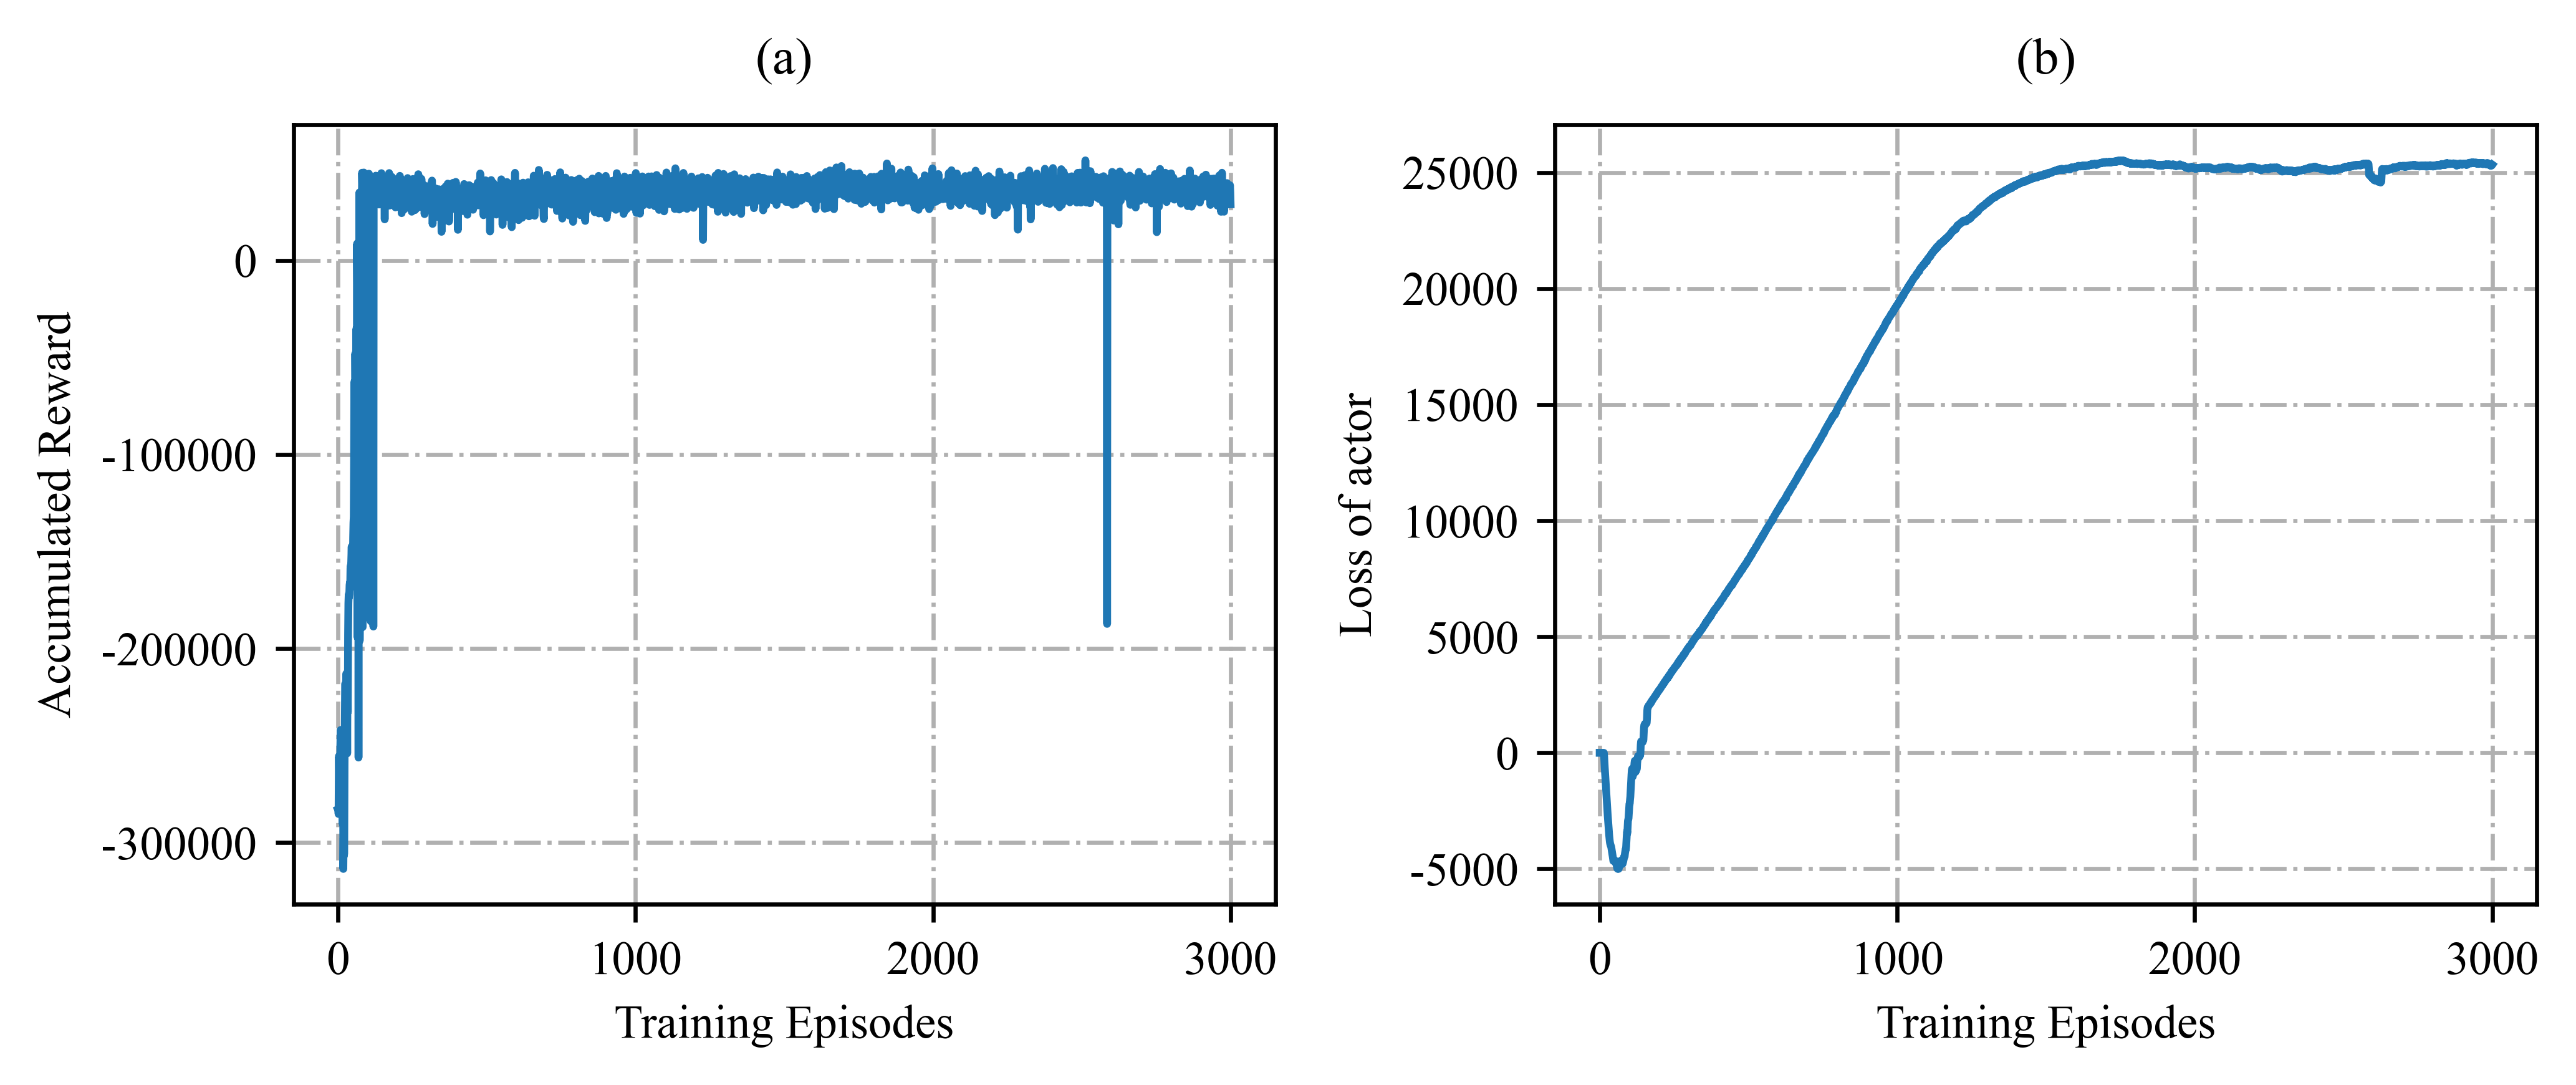 (a)
Accumulated Reward
0
-100000
-200000
-300000
0 1000 2000 3000
Training Episodes
(b)
Loss of actor
25000
20000
15000
10000
5000
0
-5000
0 1000 2000 3000
Training Episodes